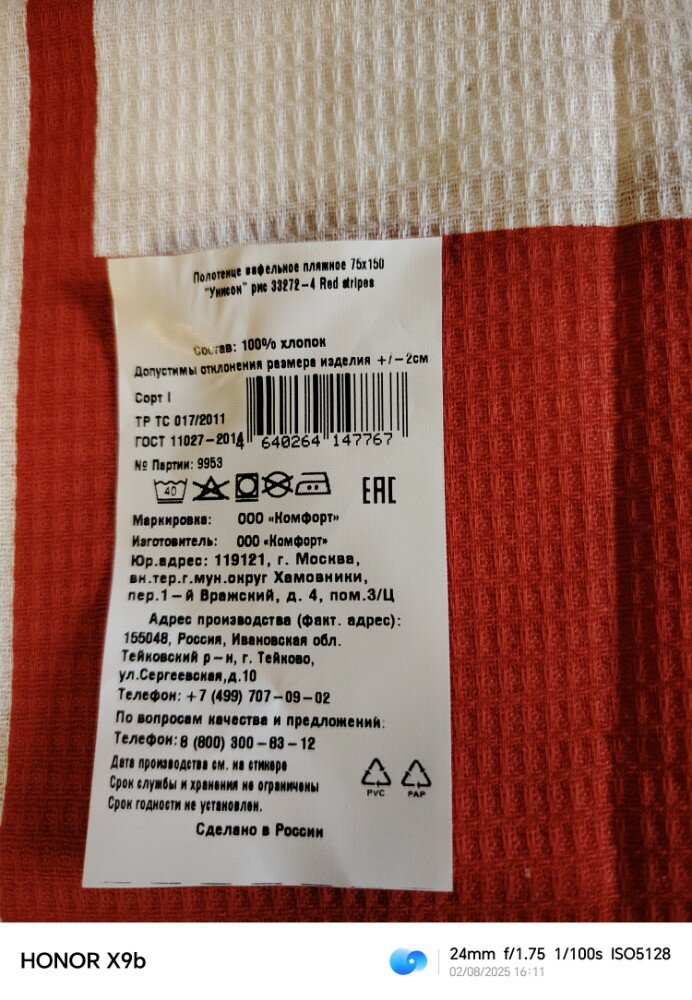 Полотенце вафельное пляжное 75х150
"Унисон" рис 33272-4 Red stripes
Состав: 100% хлопок
Допустимы отклонения размера изделия +/-2см
Сорт I
ТР ТС 017/2011
ГОСТ 11027-2014
4 640264 147767
№ Партии: 9953
40
ЕАС
Маркировка: ООО «Комфорт»
Изготовитель: ООО «Комфорт»
Юр.адрес: 119121, г. Москва,
вн.тер.г.мун.округ Хамовники,
пер.1-й Вражский, д. 4, пом.3/Ц
Адрес производства (факт. адрес):
155048, Россия, Ивановская обл.
Тейковский р-н, г. Тейково,
ул.Сергеевская,д.10
Телефон: +7 (499) 707-09-02
По вопросам качества и предложений:
Телефон:8 (800) 300-83-12
Дата производства см. на стикере
Срок службы и хранения не ограничены
Срок годности не установлен.
PVC PAP
Сделано в России
HONOR X9b
24mm f/1.75 1/100s ISO5128
02/08/2025 16:11